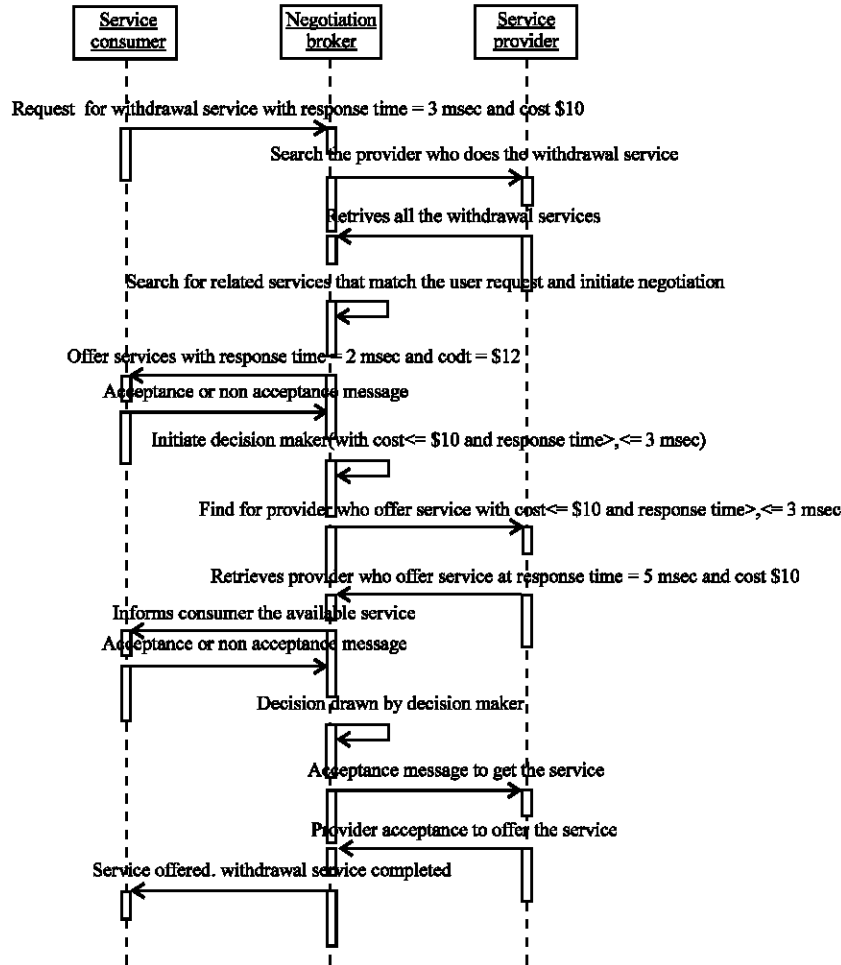 Service
consumer
Negotiation
broker
Service
provider
Request for withdrawal service with response time = 3 msec and cost $10
Search the provider who does the withdrawal service
Retrives all the withdrawal services
Search for related services that match the user request and initiate negotiation
Offer services with response time = 2 msec and codt = $12
Acceptance or non acceptance message
Initiate decision maker(with cost<= $10 and response time>,<= 3 msec)
Find for provider who offer service with cost<= $10 and response time>,<= 3 msec
Retrieves provider who offer service at response time = 5 msec and cost $10
Informs consumer the available service
Acceptance or non acceptance message
Decision drawn by decision maker
Acceptance message to get the service
Provider acceptance to offer the service
Service offered. withdrawal service completed